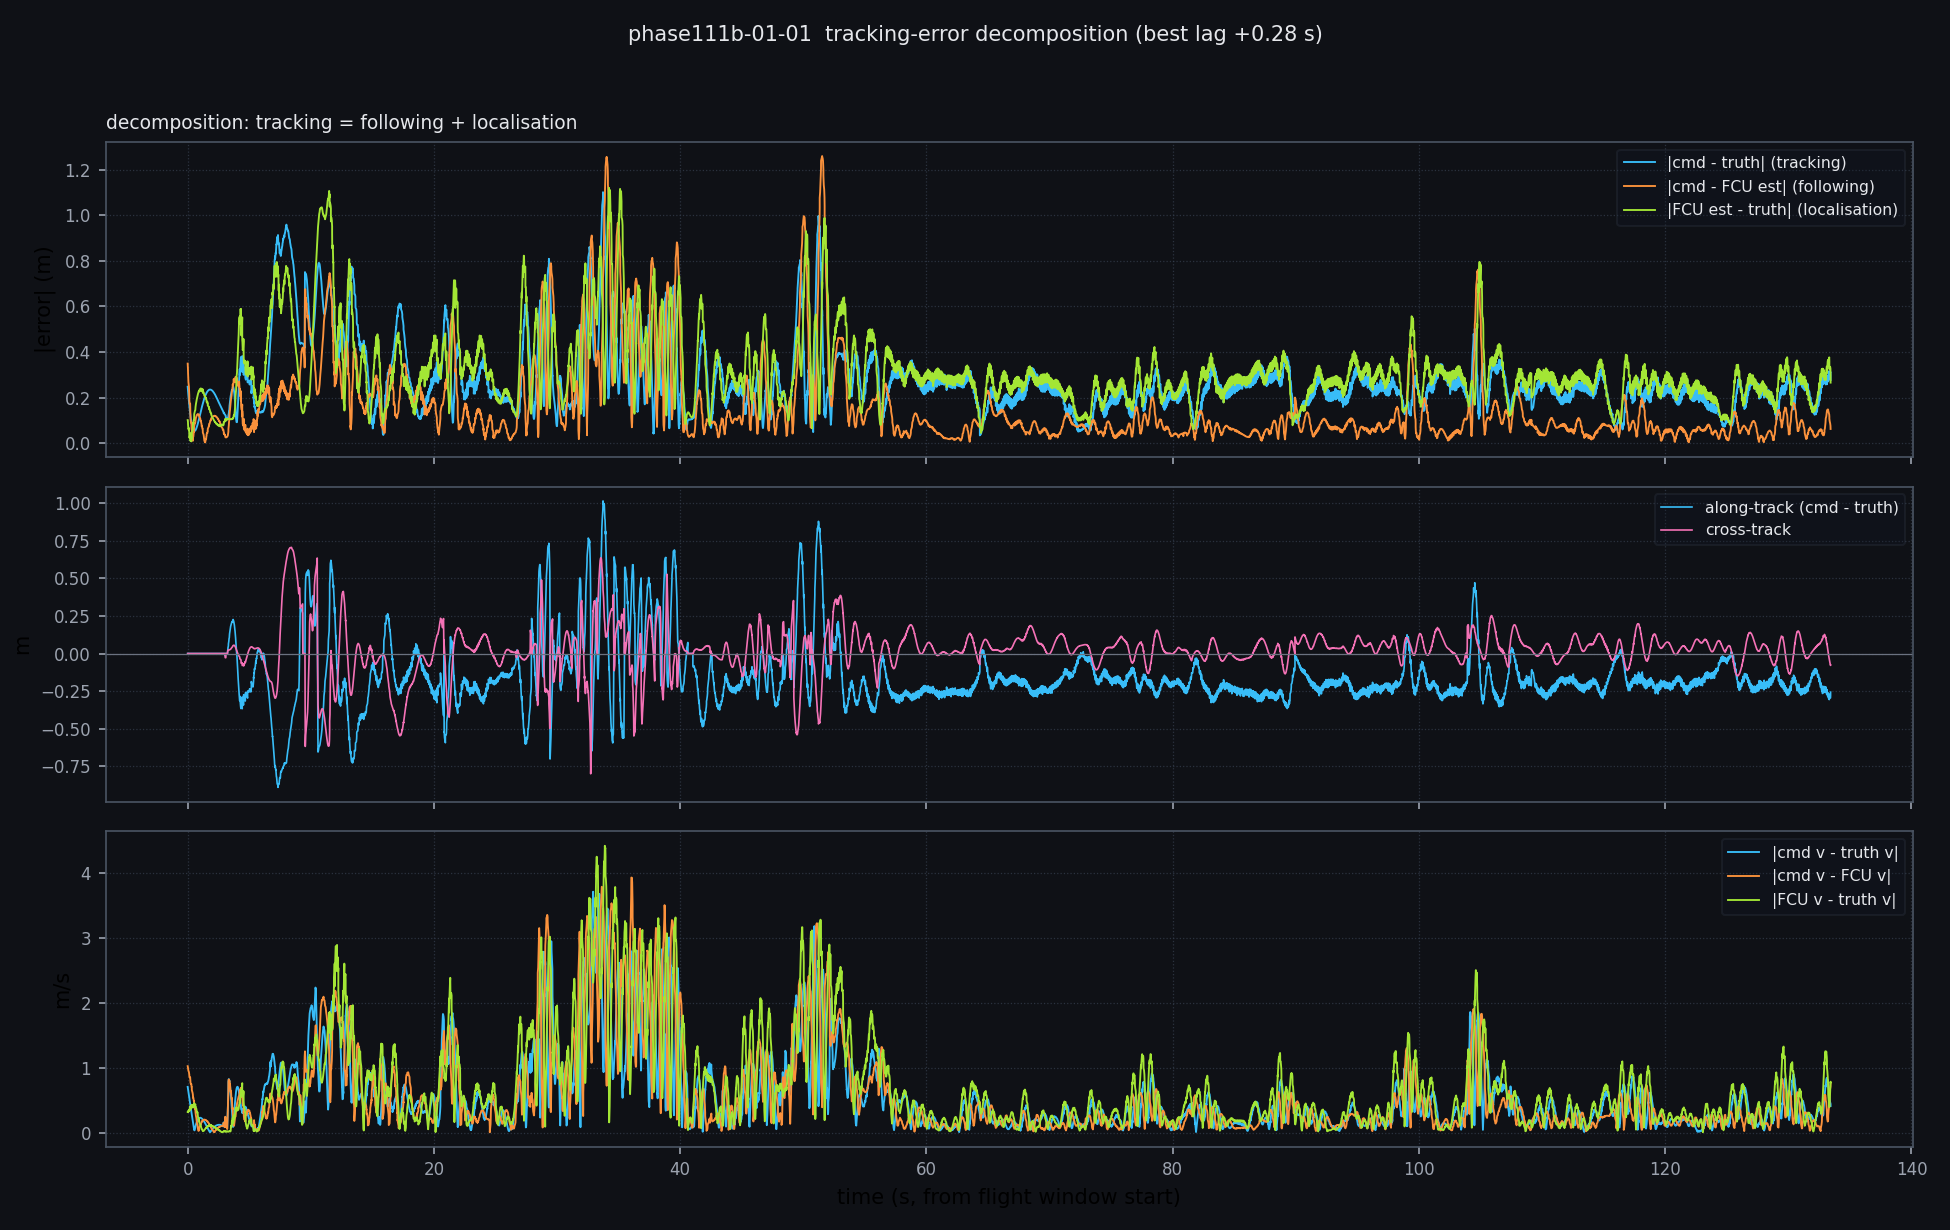 phase111b-01-01  tracking-error decomposition (best lag +0.28 s)
decomposition: tracking = following + localisation
|error| (m)
1.2
1.0
0.8
0.6
0.4
0.2
0.0
|cmd - truth| (tracking)
|cmd - FCU est| (following)
|FCU est - truth| (localisation)
m
1.00
0.75
0.50
0.25
0.00
−0.25
−0.50
−0.75
along-track (cmd - truth)
cross-track
m/s
4
3
2
1
0
|cmd v - truth v|
|cmd v - FCU v|
|FCU v - truth v|
0 20 40 60 80 100 120 140
time (s, from flight window start)